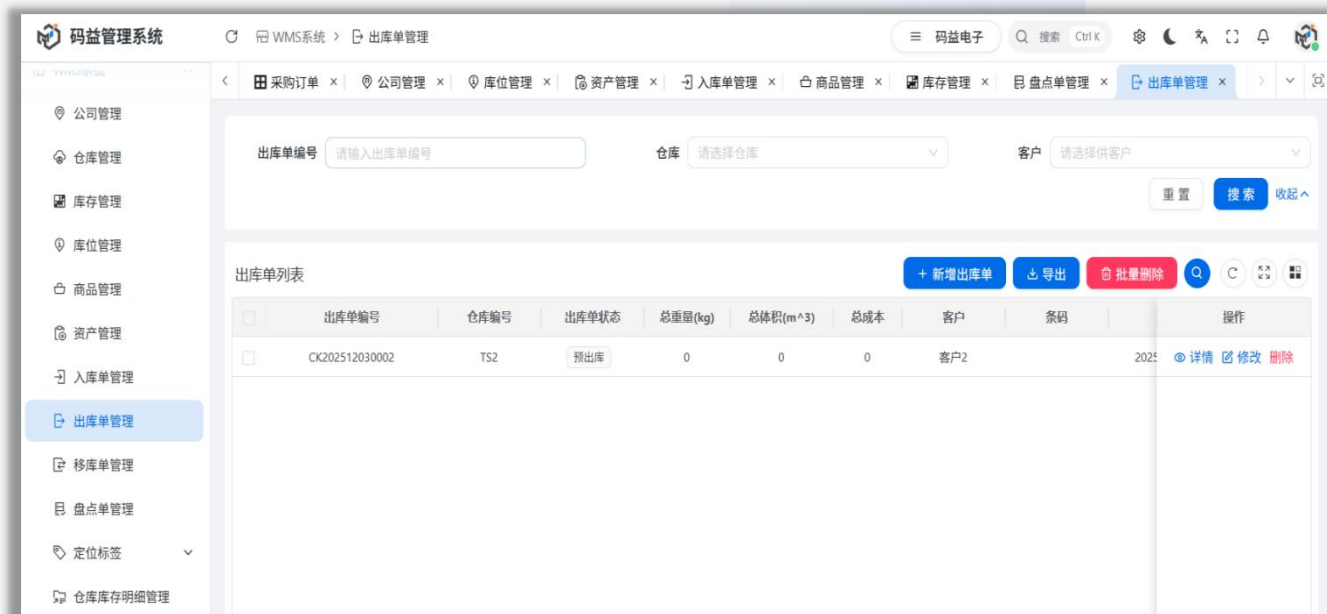 码益管理系统
WMS系统 > 出库单管理
码益电子
搜索 Ctrl K
WMS系统
采购订单 × 公司管理 × 库位管理 × 资产管理 × 入库单管理 × 商品管理 × 库存管理 × 盘点单管理 × 出库单管理 ×
公司管理
仓库管理
库存管理
库位管理
商品管理
资产管理
入库单管理
出库单管理
移库单管理
盘点单管理
定位标签
仓库库存明细管理
出库单编号 请输入出库单编号 仓库 请选择仓库 客户 请选择供客户
重置 搜索 收起
出库单列表 + 新增出库单 导出 批量删除
出库单编号 仓库编号 出库单状态 总重量(kg) 总体积(m^3) 总成本 客户 条码 操作
CK202512030002 TS2 预出库 0 0 0 客户2 2025 详情 修改 删除